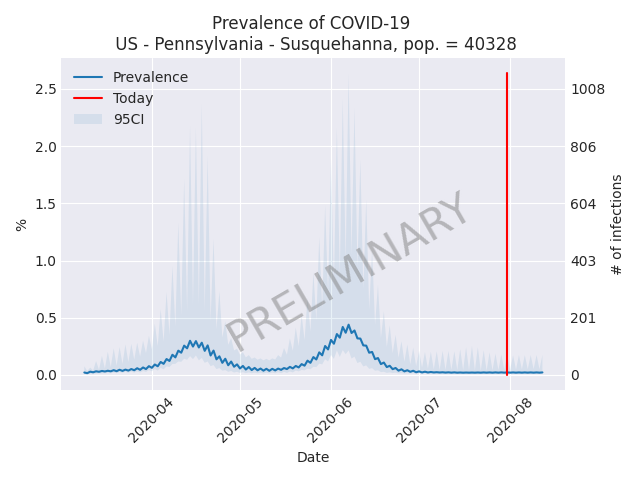 Prevalence of COVID-19
US - Pennsylvania - Susquehanna, pop. = 40328
Prevalence
Today
95CI
PRELIMINARY
%
2.5
2.0
1.5
1.0
0.5
0.0
1008
806
604
403
201
0
# of infections
2020-04
2020-05
2020-06
2020-07
2020-08
Date